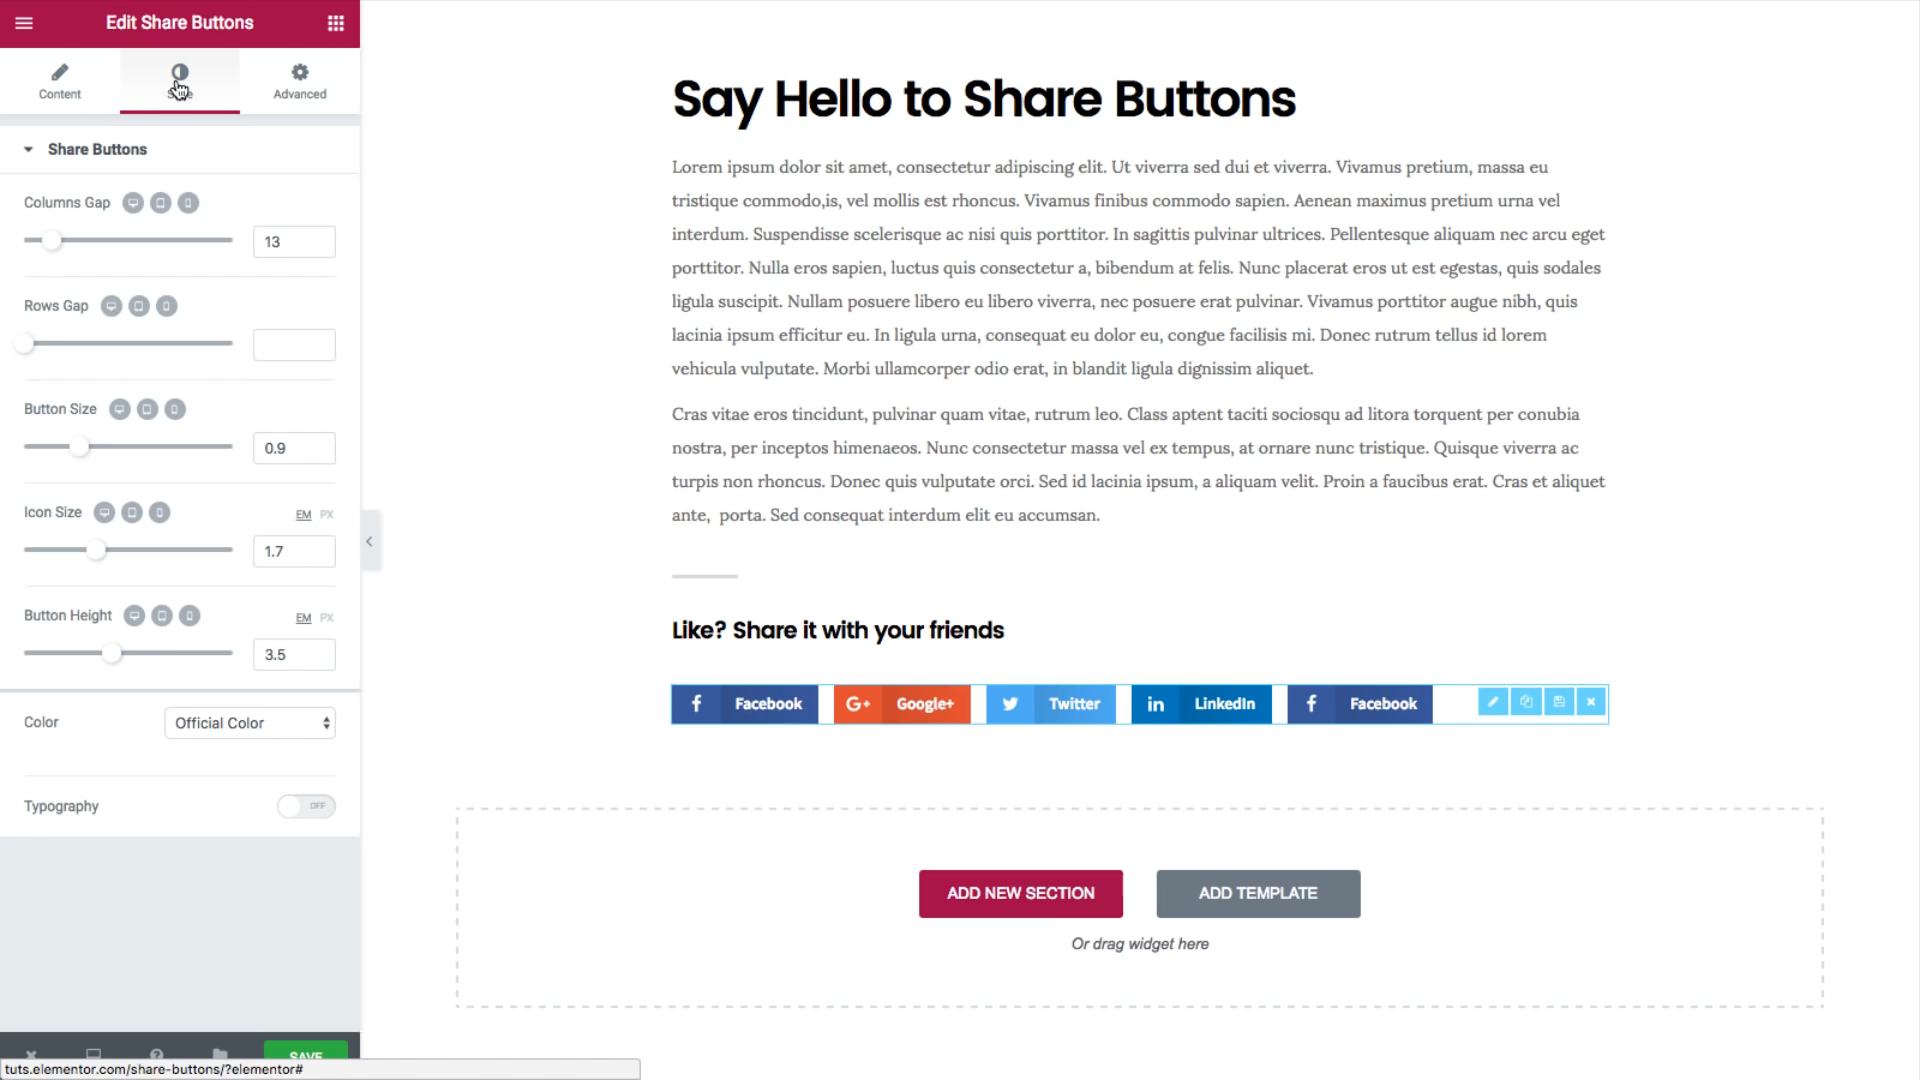 Edit Share Buttons
Content
Advanced
Share Buttons
Columns Gap
13
Rows Gap
Button Size
0.9
Icon Size
EM PX
1.7
Button Height
EM PX
3.5
Color
Official Color
Typography
OFF
SAVE
tuts.elementor.com/share-buttons/?elementor#
Say Hello to Share Buttons
Lorem ipsum dolor sit amet, consectetur adipiscing elit. Ut viverra sed dui et viverra. Vivamus pretium, massa eu
tristique commodo,is, vel mollis est rhoncus. Vivamus finibus commodo sapien. Aenean maximus pretium urna vel
interdum. Suspendisse scelerisque ac nisi quis porttitor. In sagittis pulvinar ultrices. Pellentesque aliquam nec arcu eget
porttitor. Nulla eros sapien, luctus quis consectetur a, bibendum at felis. Nunc placerat eros ut est egestas, quis sodales
ligula suscipit. Nullam posuere libero eu libero viverra, nec posuere erat pulvinar. Vivamus porttitor augue nibh, quis
lacinia ipsum efficitur eu. In ligula urna, consequat eu dolor eu, congue facilisis mi. Donec rutrum tellus id lorem
vehicula vulputate. Morbi ullamcorper odio erat, in blandit ligula dignissim aliquet.
Cras vitae eros tincidunt, pulvinar quam vitae, rutrum leo. Class aptent taciti sociosqu ad litora torquent per conubia
nostra, per inceptos himenaeos. Nunc consectetur massa vel ex tempus, at ornare nunc tristique. Quisque viverra ac
turpis non rhoncus. Donec quis vulputate orci. Sed id lacinia ipsum, a aliquam velit. Proin a faucibus erat. Cras et aliquet
ante, porta. Sed consequat interdum elit eu accumsan.
Like? Share it with your friends
Facebook
Google+
Twitter
LinkedIn
Facebook
ADD NEW SECTION
ADD TEMPLATE
Or drag widget here